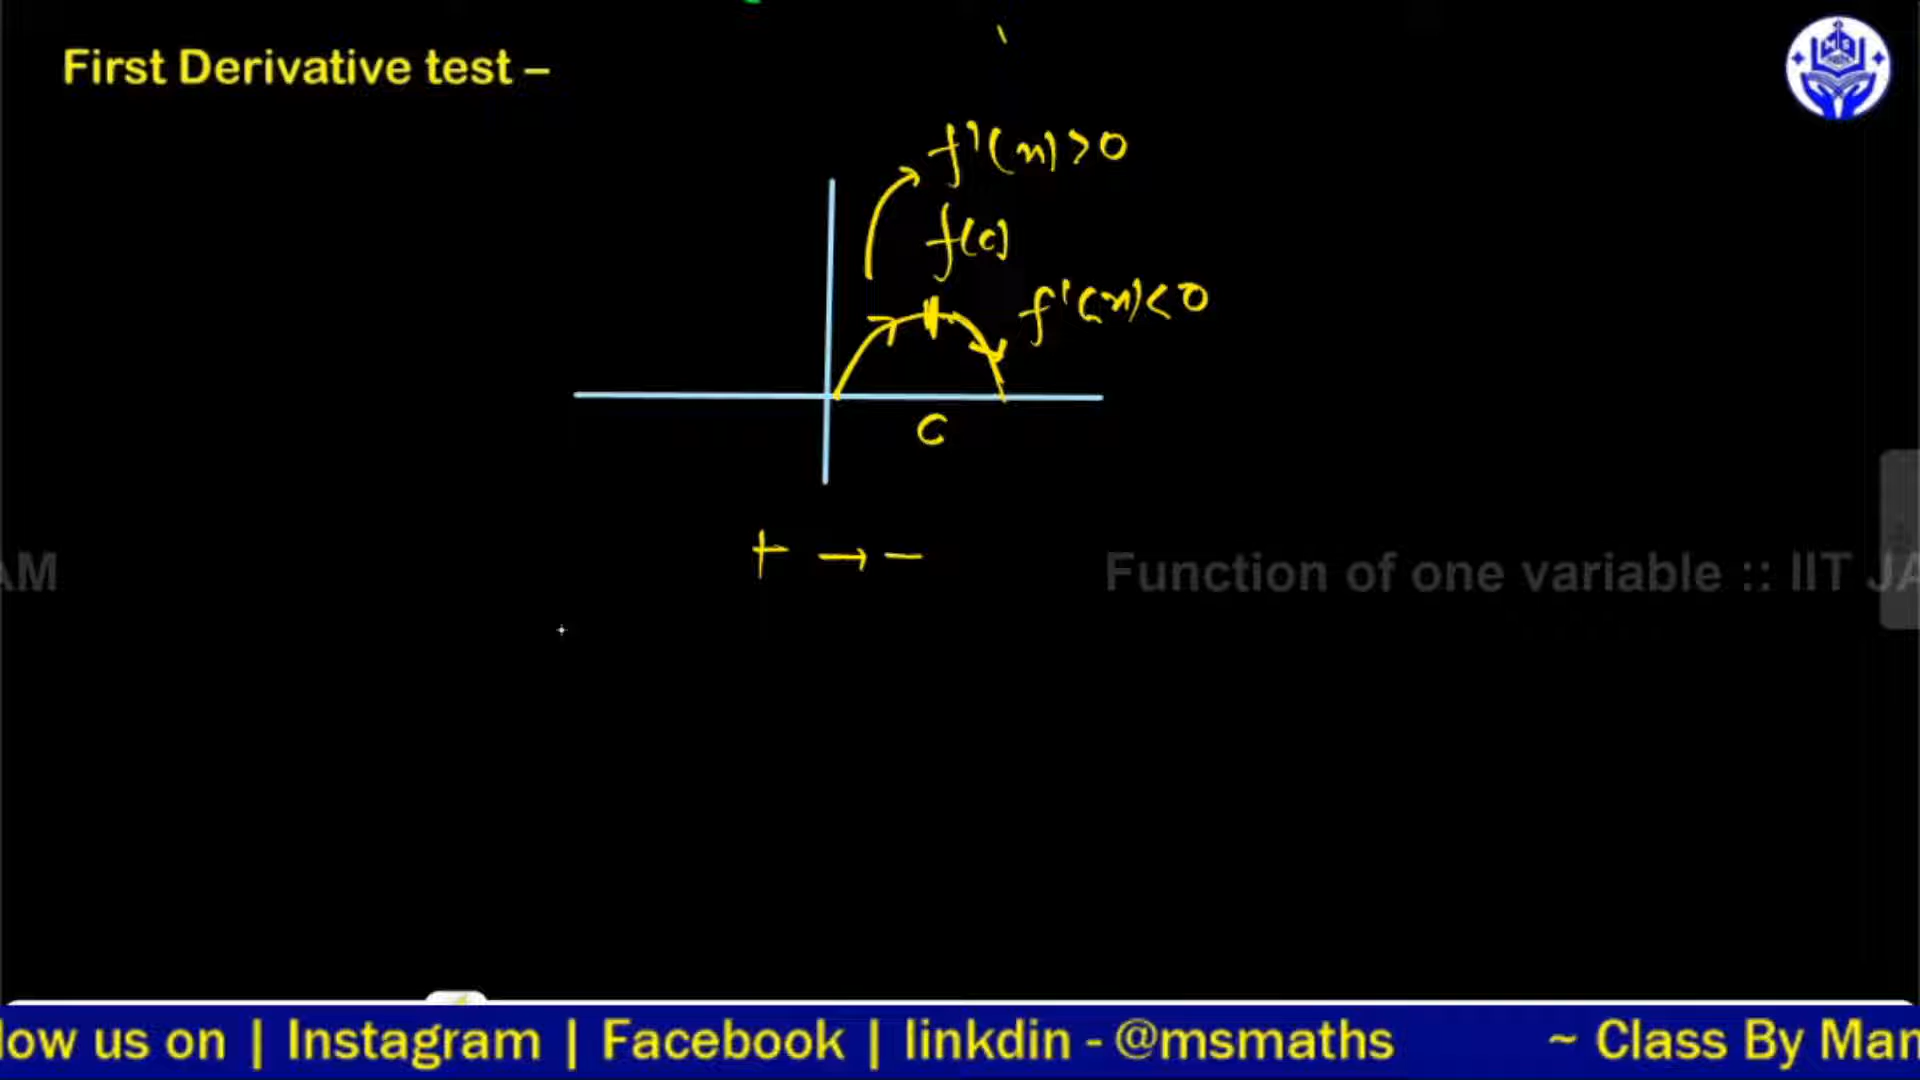 First Derivative test –
f'(x)>0
f(c)
f'(x)<0
c
+ → −
AM
Function of one variable :: IIT JA
low us on | Instagram | Facebook | linkdin - @msmaths ~ Class By Man